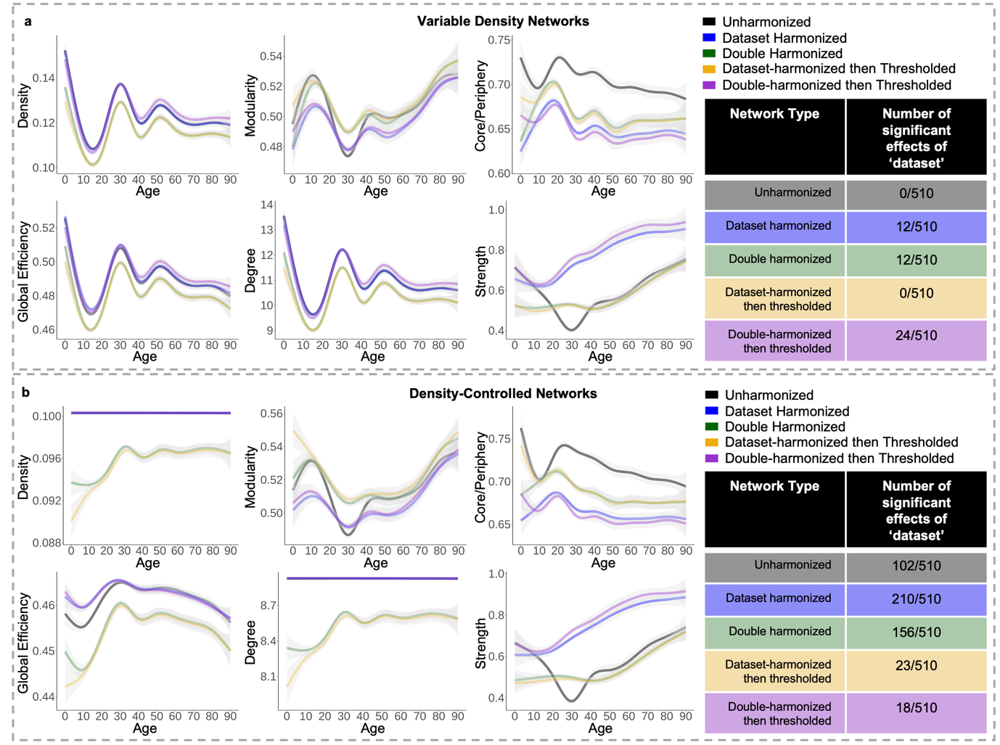 a
Variable Density Networks
Density
0.14
0.12
0.10
0 10 20 30 40 50 60 70 80 90
Age
Modularity
0.54
0.52
0.50
0.48
0 10 20 30 40 50 60 70 80 90
Age
Core/Periphery
0.75
0.70
0.65
0.60
0 10 20 30 40 50 60 70 80 90
Age
Global Efficiency
0.52
0.50
0.48
0.46
0 10 20 30 40 50 60 70 80 90
Age
Degree
14
13
12
11
10
9
0 10 20 30 40 50 60 70 80 90
Age
Strength
1.0
0.8
0.6
0.4
0 10 20 30 40 50 60 70 80 90
Age
Unharmonized
Dataset Harmonized
Double Harmonized
Dataset-harmonized then Thresholded
Double-harmonized then Thresholded
Network Type
Number of
significant
effects of
‘dataset’
Unharmonized 0/510
Dataset harmonized 12/510
Double harmonized 12/510
Dataset-harmonized 0/510
then thresholded
Double-harmonized 24/510
then thresholded
b
Density-Controlled Networks
Density
0.100
0.096
0.092
0.088
0 10 20 30 40 50 60 70 80 90
Age
Modularity
0.56
0.54
0.52
0.50
0 10 20 30 40 50 60 70 80 90
Age
Core/Periphery
0.75
0.70
0.65
0 10 20 30 40 50 60 70 80 90
Age
Global Efficiency
0.46
0.45
0.44
0 10 20 30 40 50 60 70 80 90
Age
Degree
8.7
8.4
8.1
0 10 20 30 40 50 60 70 80 90
Age
Strength
1.0
0.8
0.6
0.4
0 10 20 30 40 50 60 70 80 90
Age
Unharmonized
Dataset Harmonized
Double Harmonized
Dataset-harmonized then Thresholded
Double-harmonized then Thresholded
Network Type
Number of
significant
effects of
‘dataset’
Unharmonized 102/510
Dataset harmonized 210/510
Double harmonized 156/510
Dataset-harmonized 23/510
then thresholded
Double-harmonized 18/510
then thresholded